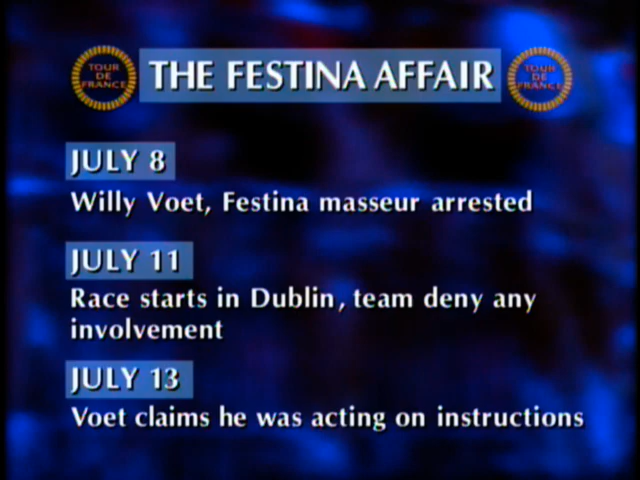 TOUR
DE
FRANCE
THE FESTINA AFFAIR
TOUR
DE
FRANCE
JULY 8
Willy Voet, Festina masseur arrested
JULY 11
Race starts in Dublin, team deny any
involvement
JULY 13
Voet claims he was acting on instructions